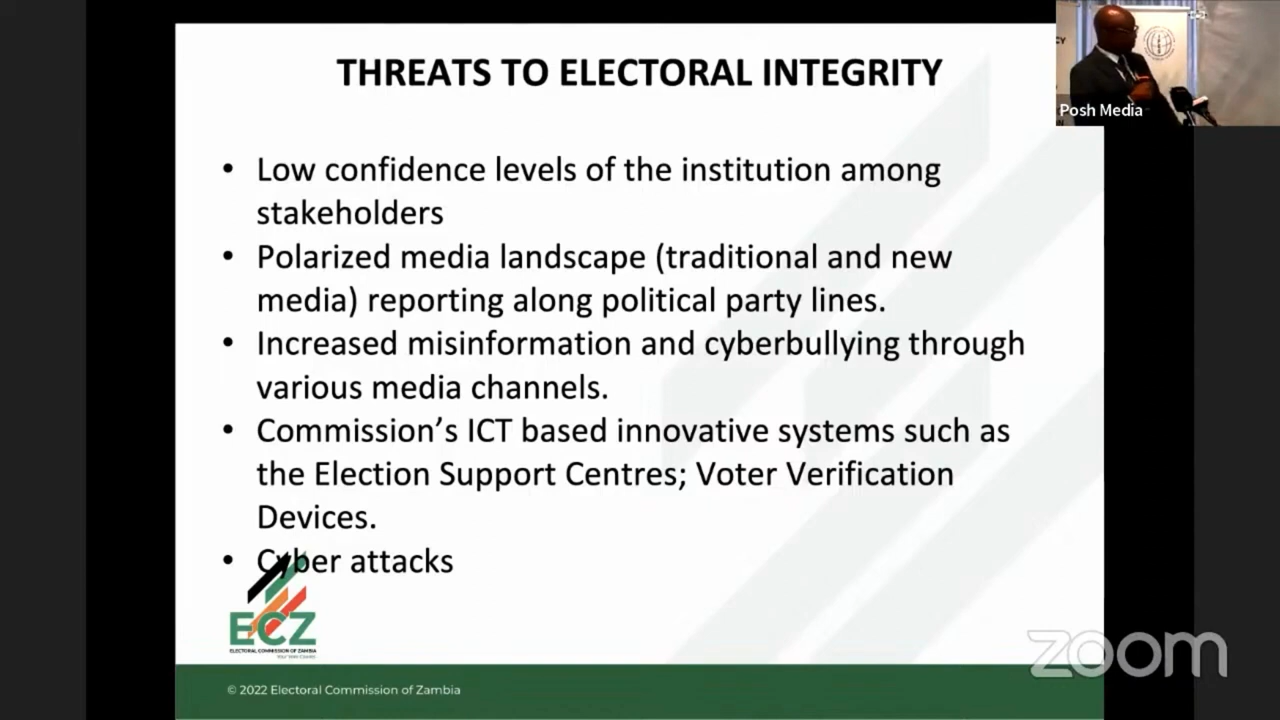 THREATS TO ELECTORAL INTEGRITY
Posh Media
• Low confidence levels of the institution among
stakeholders
• Polarized media landscape (traditional and new
media) reporting along political party lines.
• Increased misinformation and cyberbullying through
various media channels.
• Commission’s ICT based innovative systems such as
the Election Support Centres; Voter Verification
Devices.
• Cyber attacks
ECZ
ELECTORAL COMMISSION OF ZAMBIA
© 2022 Electoral Commission of Zambia
zoom